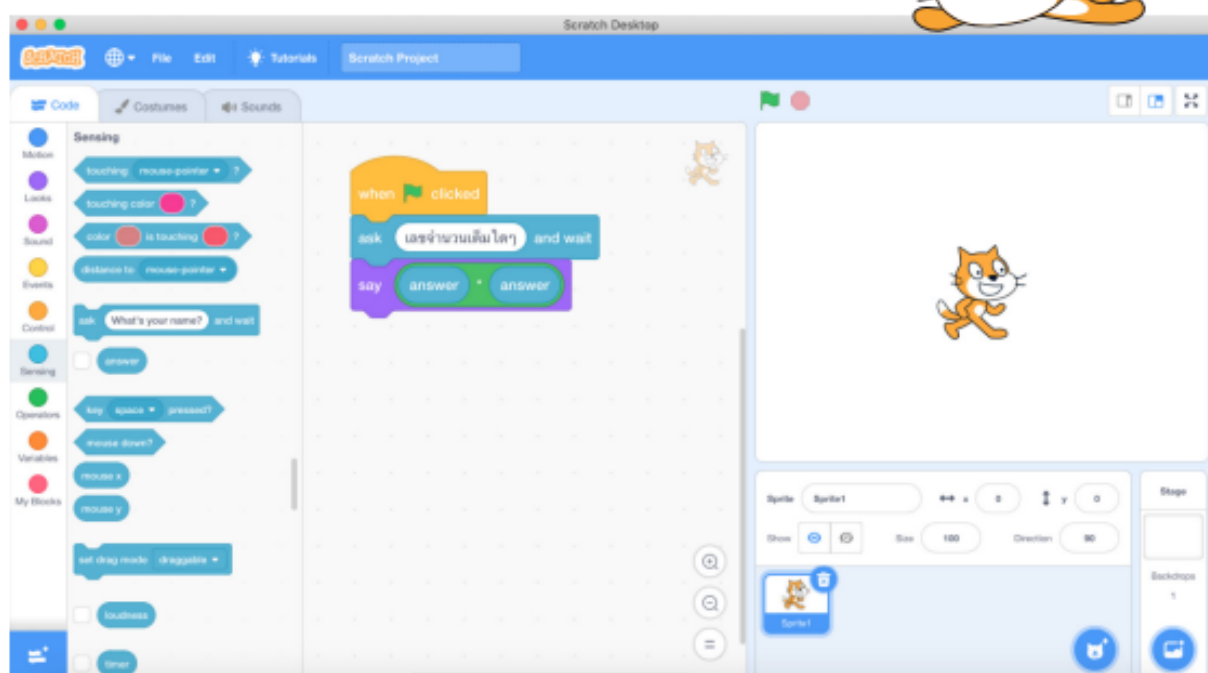 Scratch Desktop
SCRATCH File Edit Tutorials Scratch Project
Code Costumes Sounds
Motion
Looks
Sound
Events
Control
Sensing
Operators
Variables
My Blocks
Sensing
touching mouse-pointer ?
touching color ?
color is touching ?
distance to mouse-pointer
ask What's your name? and wait
answer
key space pressed?
mouse down?
mouse x
mouse y
set drag mode draggable
loudness
timer
when clicked
ask เลขจำนวนเต็มใดๆ and wait
say answer * answer
Sprite Sprite1 x 0 y 0
Show Size 100 Direction 90
Sprite1
Stage
Backdrops
1